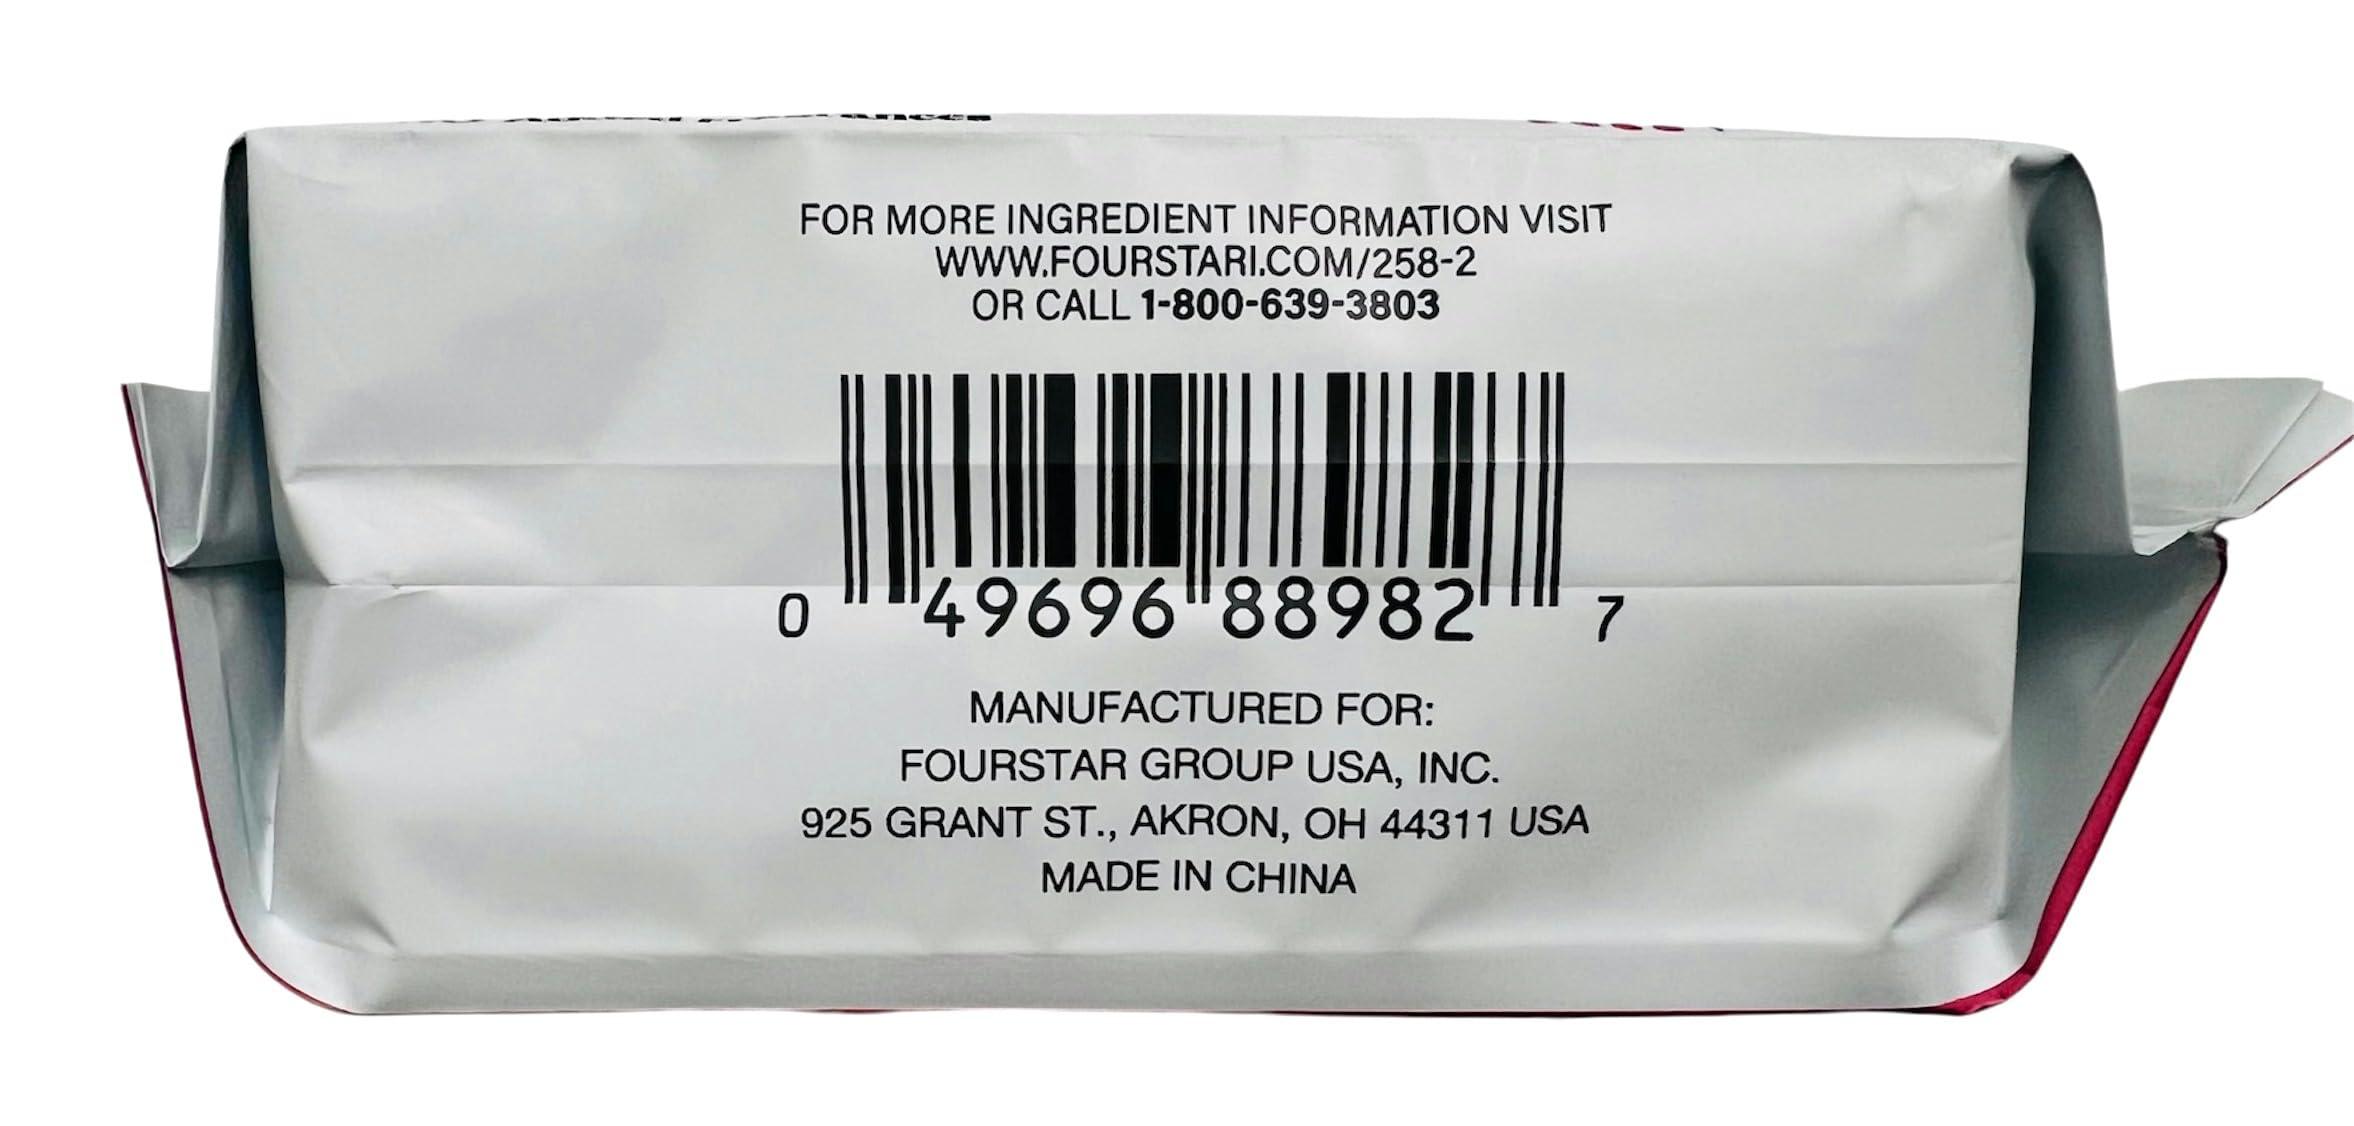 FOR MORE INGREDIENT INFORMATION VISIT
WWW.FOURSTARI.COM/258-2
OR CALL 1-800-639-3803
0 49696 88982 7
MANUFACTURED FOR:
FOURSTAR GROUP USA, INC.
925 GRANT ST., AKRON, OH 44311 USA
MADE IN CHINA